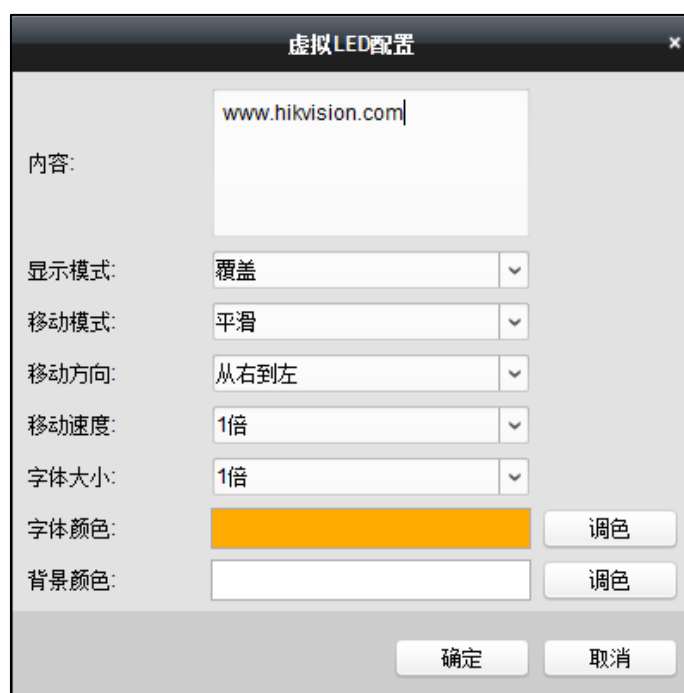 虚拟LED配置
×
内容:
www.hikvision.com
显示模式:
覆盖
移动模式:
平滑
移动方向:
从右到左
移动速度:
1倍
字体大小:
1倍
字体颜色:
调色
背景颜色:
调色
确定
取消